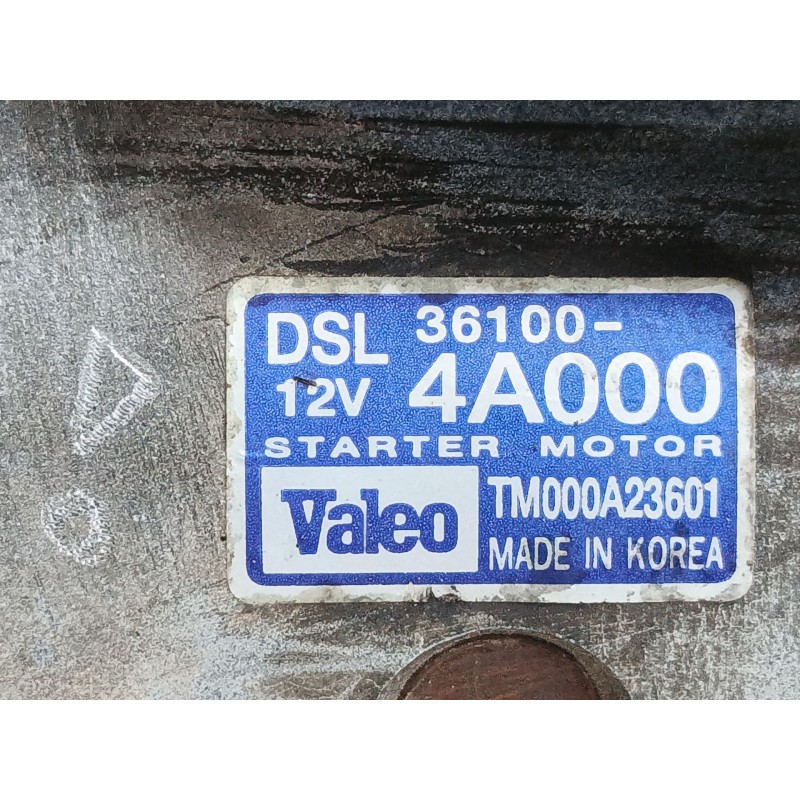 DSL 36100-
12V 4A000
STARTER MOTOR
Valeo TM000A23601
MADE IN KOREA